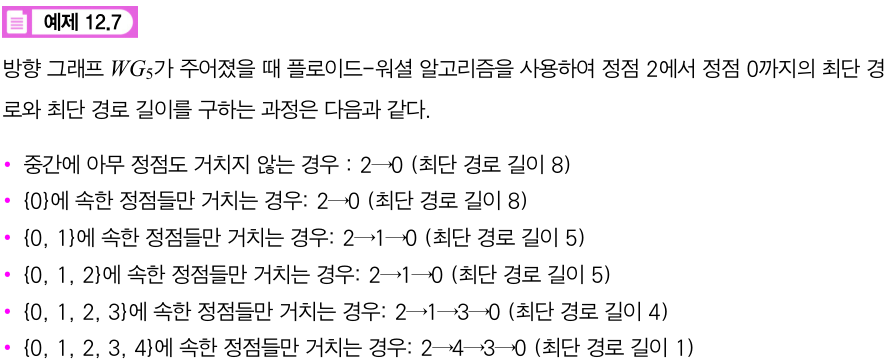 예제 12.7
방향 그래프 WG₅가 주어졌을 때 플로이드-워셜 알고리즘을 사용하여 정점 2에서 정점 0까지의 최단 경
로와 최단 경로 길이를 구하는 과정은 다음과 같다.
• 중간에 아무 정점도 거치지 않는 경우 : 2→0 (최단 경로 길이 8)
• {0}에 속한 정점들만 거치는 경우: 2→0 (최단 경로 길이 8)
• {0, 1}에 속한 정점들만 거치는 경우: 2→1→0 (최단 경로 길이 5)
• {0, 1, 2}에 속한 정점들만 거치는 경우: 2→1→0 (최단 경로 길이 5)
• {0, 1, 2, 3}에 속한 정점들만 거치는 경우: 2→1→3→0 (최단 경로 길이 4)
• {0, 1, 2, 3, 4}에 속한 정점들만 거치는 경우: 2→4→3→0 (최단 경로 길이 1)